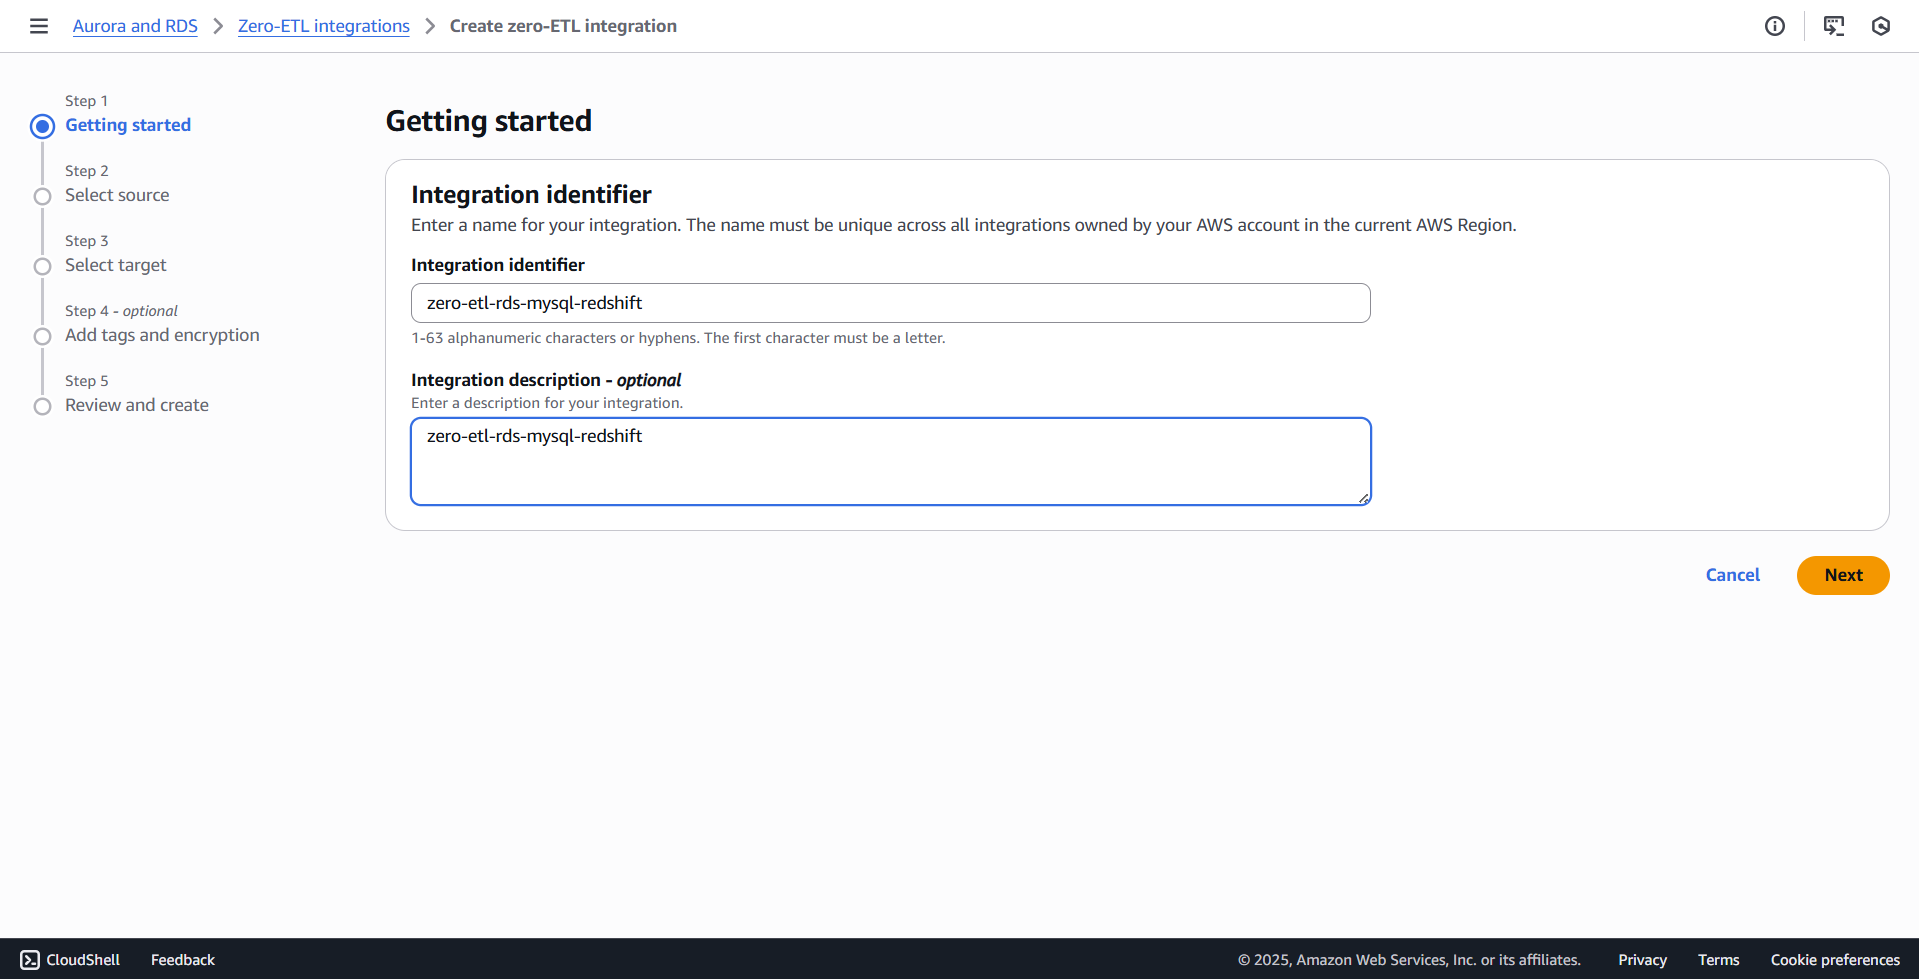 Aurora and RDS > Zero-ETL integrations > Create zero-ETL integration
Step 1
Getting started
Step 2
Select source
Step 3
Select target
Step 4 - optional
Add tags and encryption
Step 5
Review and create
Getting started
Integration identifier
Enter a name for your integration. The name must be unique across all integrations owned by your AWS account in the current AWS Region.
Integration identifier
zero-etl-rds-mysql-redshift
1-63 alphanumeric characters or hyphens. The first character must be a letter.
Integration description - optional
Enter a description for your integration.
zero-etl-rds-mysql-redshift
Cancel Next
CloudShell Feedback © 2025, Amazon Web Services, Inc. or its affiliates. Privacy Terms Cookie preferences